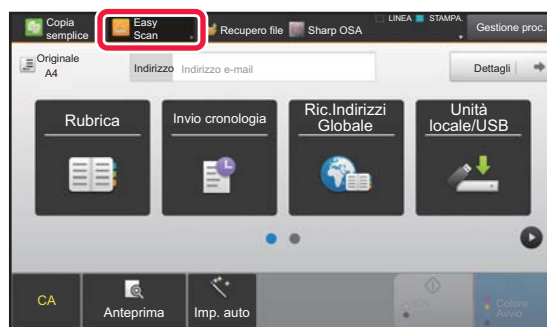 Copia
semplice
Easy
Scan
Recupero file
Sharp OSA
LINEA
STAMPA.
Gestione proc.
Originale
A4
Indirizzo
Indirizzo e-mail
Dettagli
Rubrica
Invio cronologia
Ric.Indirizzi
Globale
Unità
locale/USB
CA
Anteprima
Imp. auto
Colore
Avvio